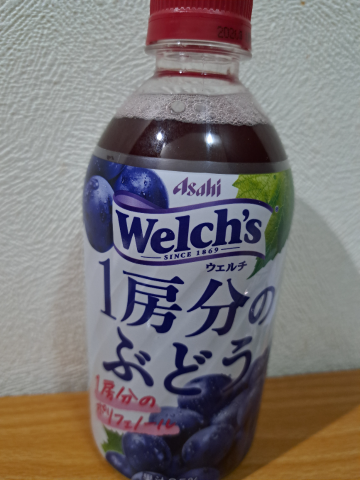 Asahi
Welch's
SINCE 1869
ウェルチ
1房分の
ぶどう
1房分の
ポリフェノール